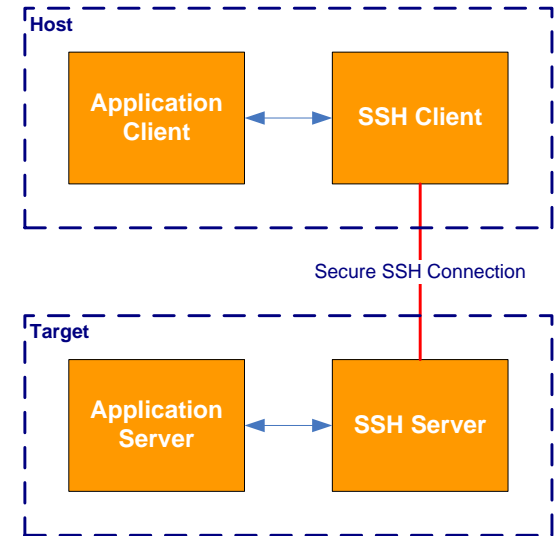 Host
Application
Client
SSH Client
Secure SSH Connection
Target
Application
Server
SSH Server